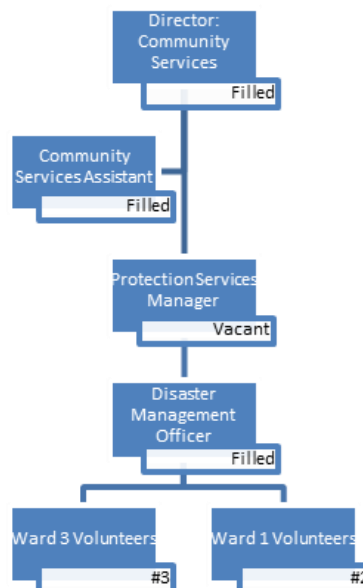 Director:
Community
Services
Filled
Community
Services Assistant
Filled
Protection Services
Manager
Vacant
Disaster
Management
Officer
Filled
Ward 3 Volunteers
#3
Ward 1 Volunteers